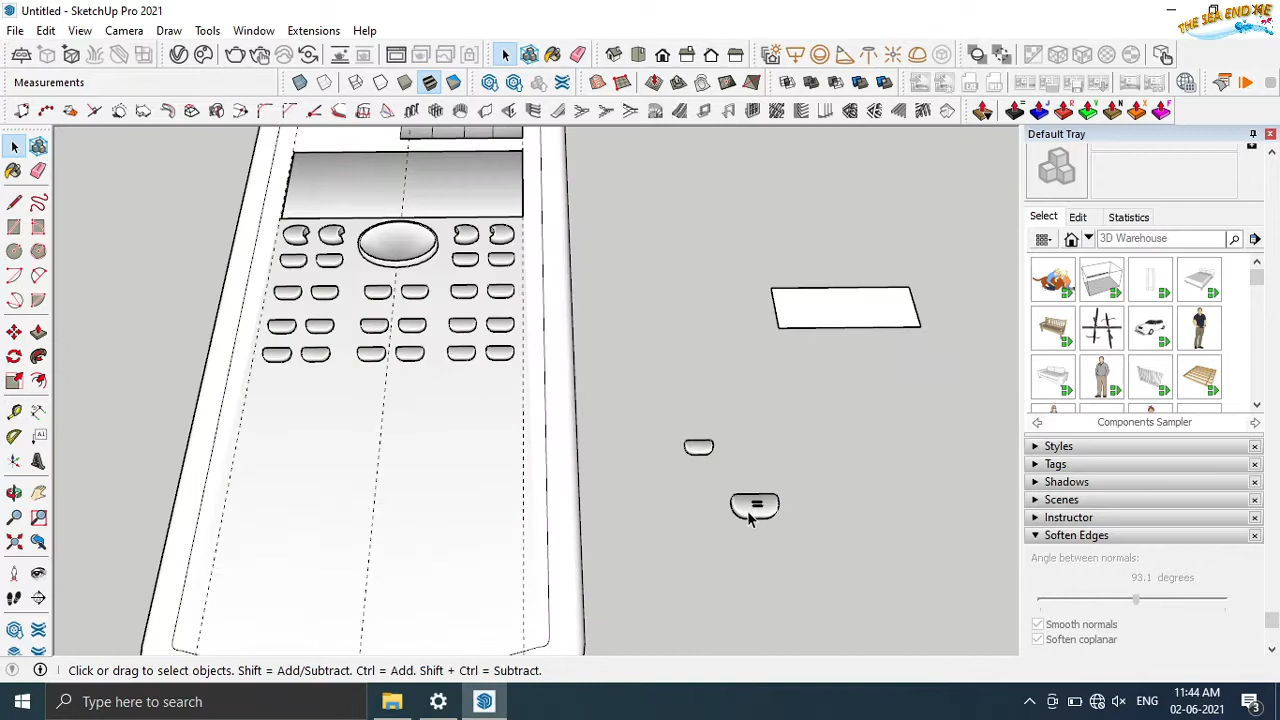 Untitled - SketchUp Pro 2021
THE SEA END ME
File Edit View Camera Draw Tools Window Extensions Help
Measurements
Default Tray
Select Edit Statistics
3D Warehouse
Components Sampler
Styles
Tags
Shadows
Scenes
Instructor
Soften Edges
Angle between normals:
93.1 degrees
Smooth normals
Soften coplanar
=
Click or drag to select objects. Shift = Add/Subtract. Ctrl = Add. Shift + Ctrl = Subtract.
Type here to search
ENG
11:44 AM
02-06-2021
3